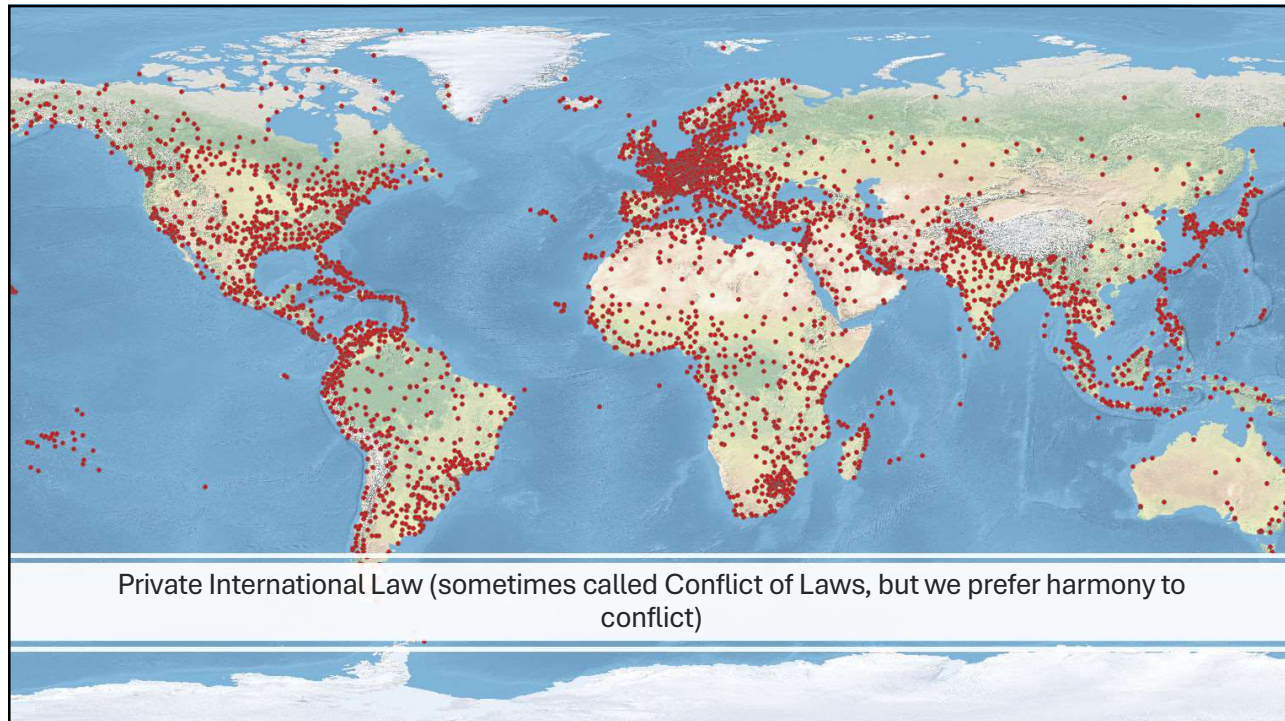 Private International Law (sometimes called Conflict of Laws, but we prefer harmony to
conflict)